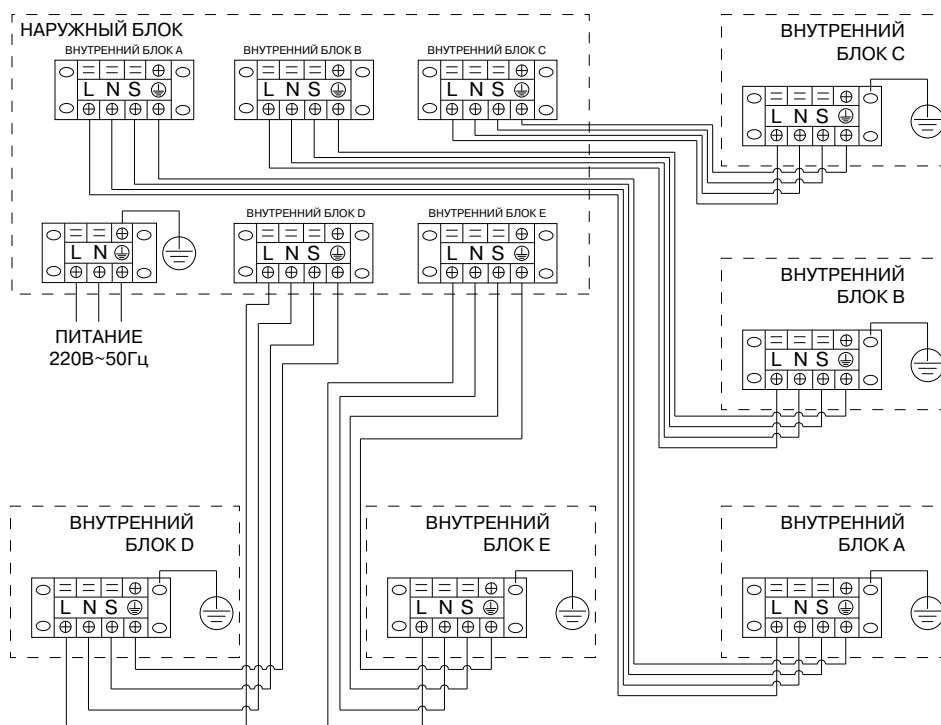 НАРУЖНЫЙ БЛОК
ВНУТРЕННИЙ БЛОК A
ВНУТРЕННИЙ БЛОК B
ВНУТРЕННИЙ БЛОК C
L N S
L N S
L N S
ВНУТРЕННИЙ
БЛОК C
L N S
ВНУТРЕННИЙ БЛОК D
ВНУТРЕННИЙ БЛОК E
L N
L N S
L N S
ПИТАНИЕ
220В~50Гц
ВНУТРЕННИЙ
БЛОК B
L N S
ВНУТРЕННИЙ
БЛОК D
L N S
ВНУТРЕННИЙ
БЛОК E
L N S
ВНУТРЕННИЙ
БЛОК A
L N S